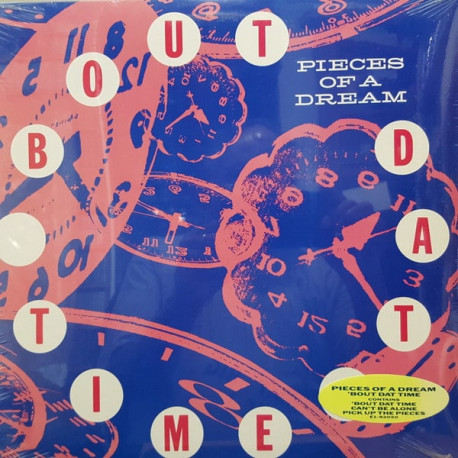 BOUT
DAT
TIME
PIECES
OF A
DREAM
PIECES OF A DREAM
'BOUT DAT TIME
CONTAINS
'BOUT DAT TIME
CAN'T BE ALONE
PICK UP THE PIECES